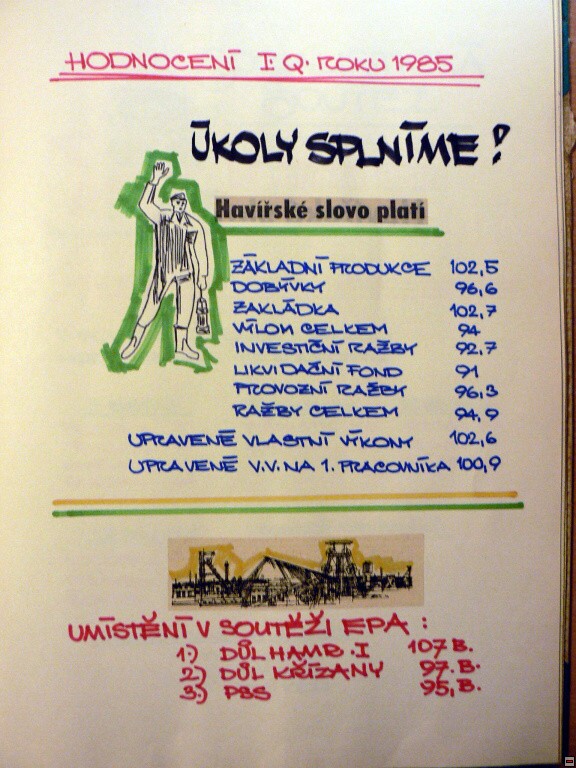 HODNOCENÍ I. Q. ROKU 1985
ÚKOLY SPLNÍME!
Havířské slovo platí
ZÁKLADNÍ PRODUKCE 102,5
DOBÝVKY 96,6
ZAKLÁDKA 102,7
VÝLOM CELKEM 94
INVESTIČNÍ RAŽBY 92,7
LIKVIDAČNÍ FOND 91
PROVOZNÍ RAŽBY 96,3
RAŽBY CELKEM 94,9
UPRAVENÉ VLASTNÍ VÝKONY 102,6
UPRAVENÉ V.V. NA 1. PRACOVNÍKA 100,9
UMÍSTĚNÍ V SOUTĚŽI EPA :
1.) DŮL HAMR. I 107 B.
2.) DŮL KŘIŽANY 97. B.
3.) PSS 95, B.